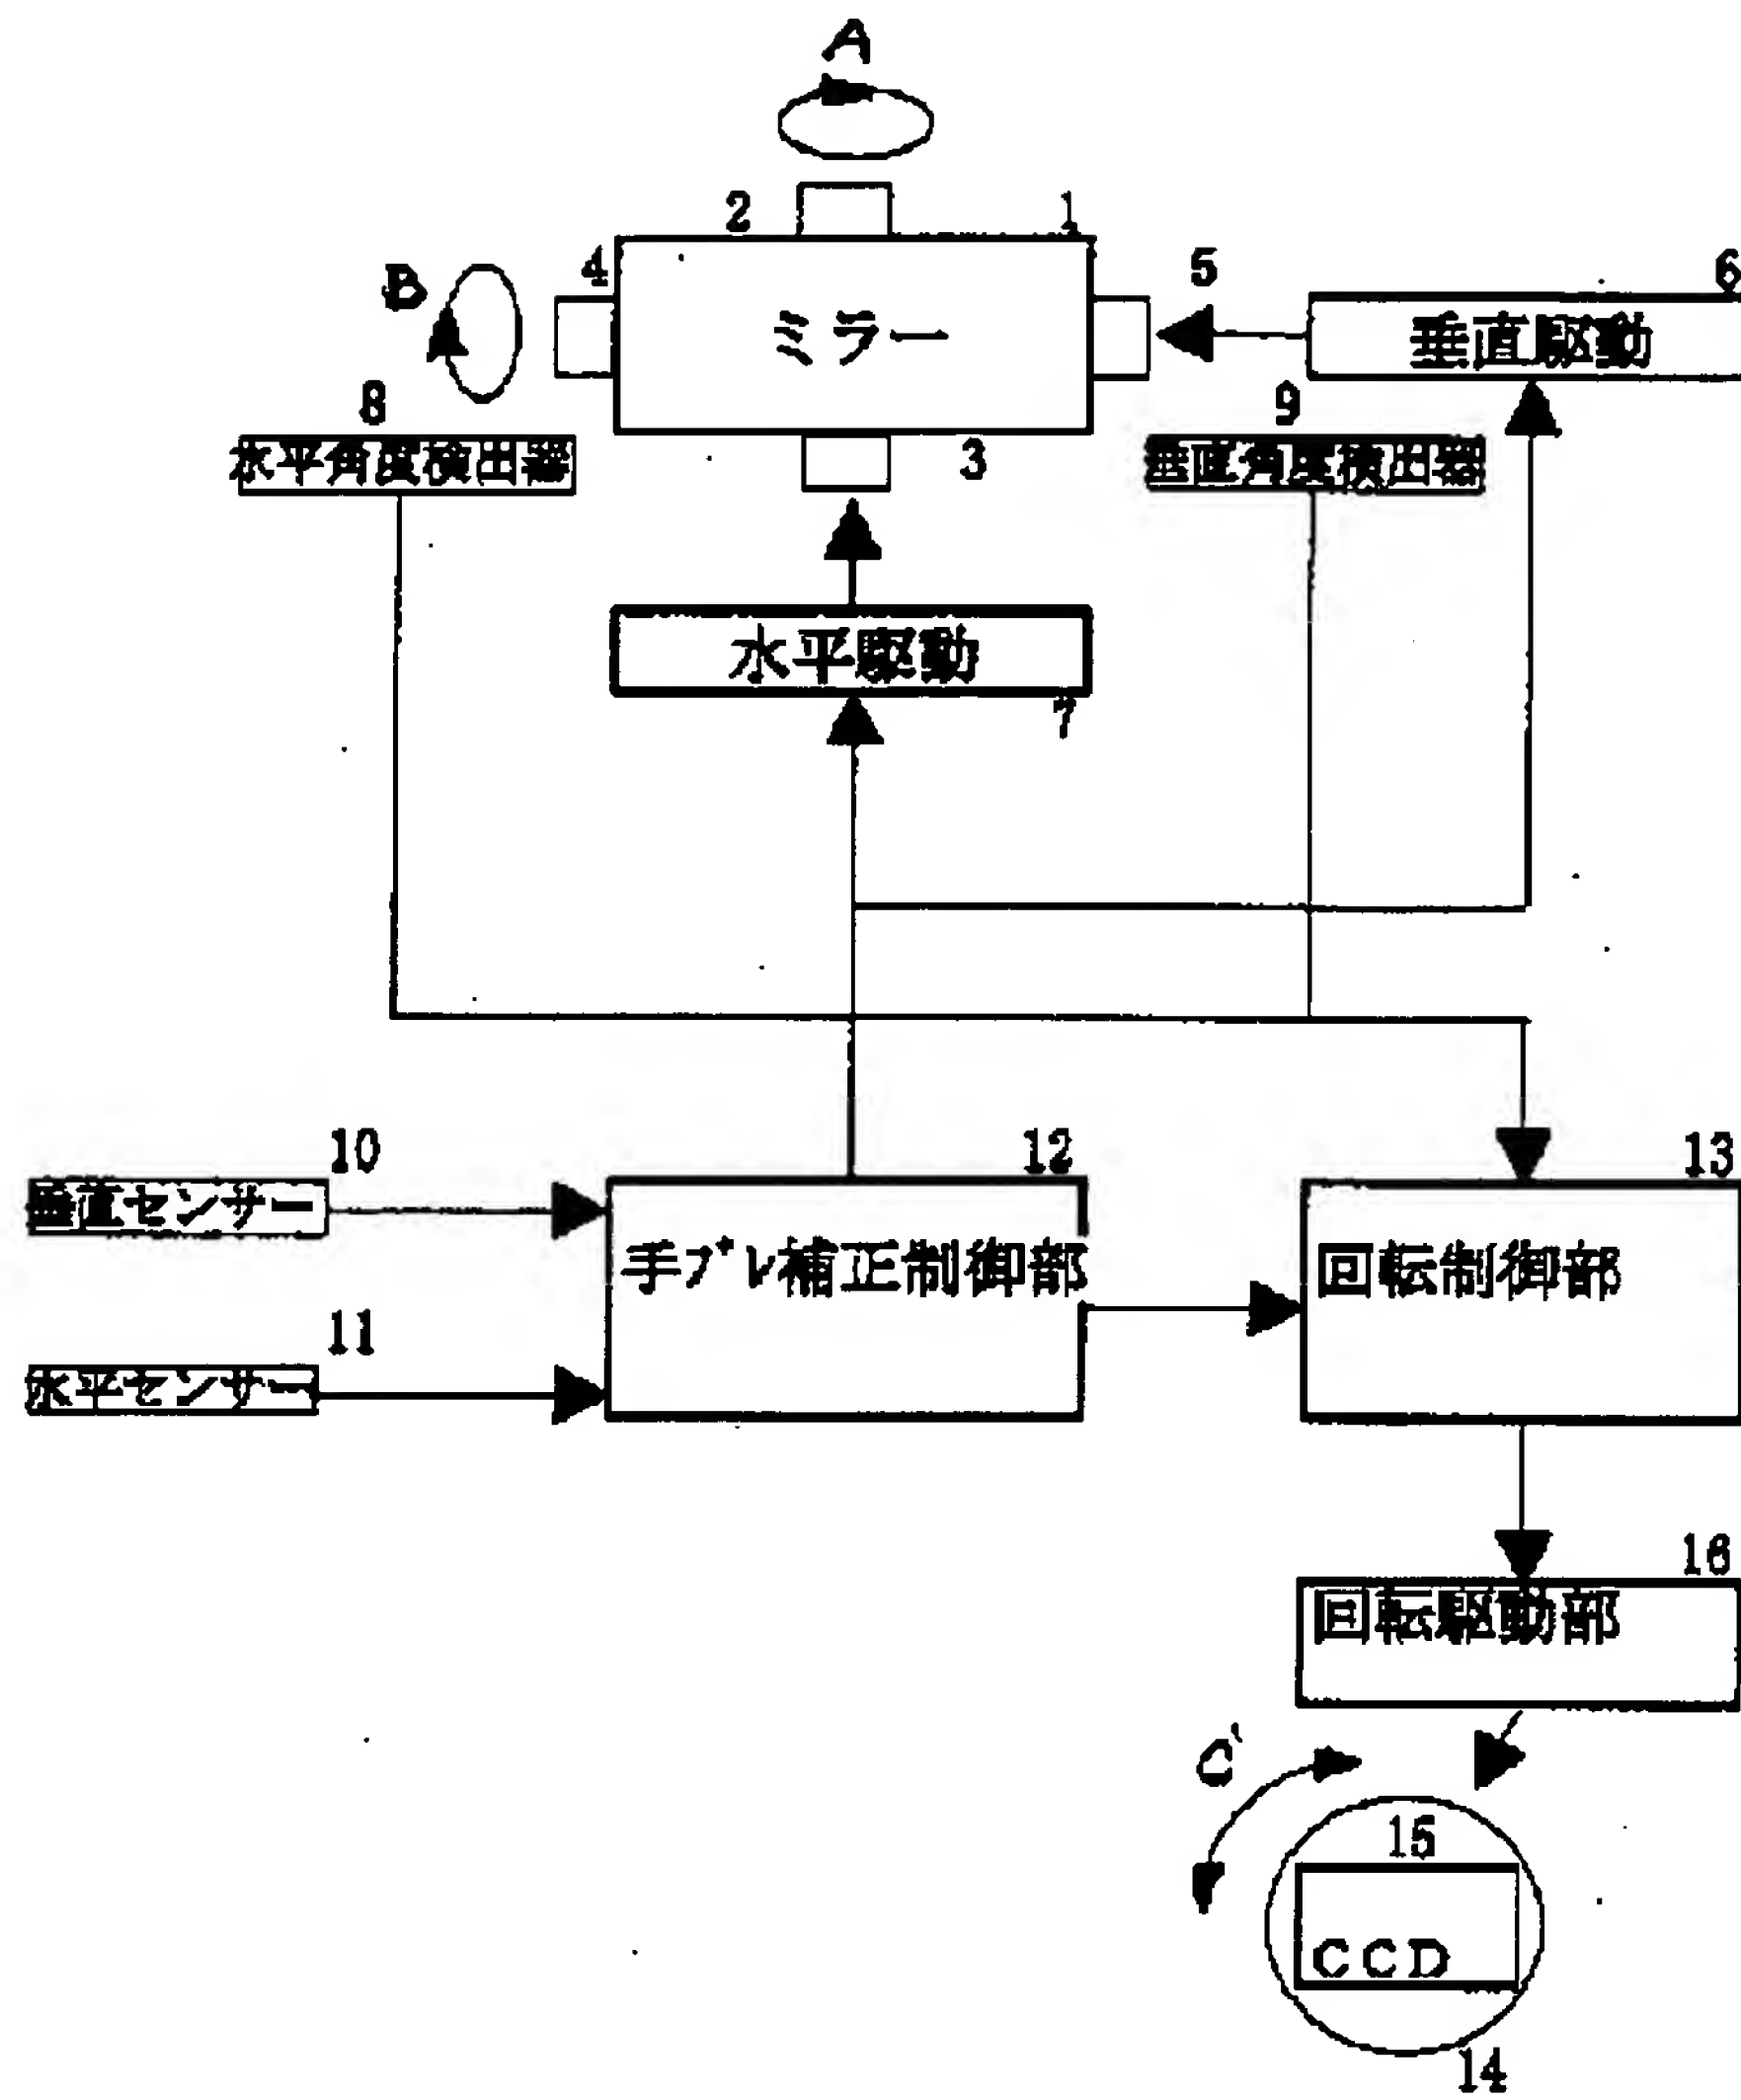 A
2
1
B
4
5
6
ミラー
垂直駆動
8
9
水平角度検出器
3
垂直角度検出器
水平駆動
7
10
12
13
垂直センサー
手ブレ補正制御部
回転制御部
11
水平センサー
16
回転駆動部
C'
15
CCD
14